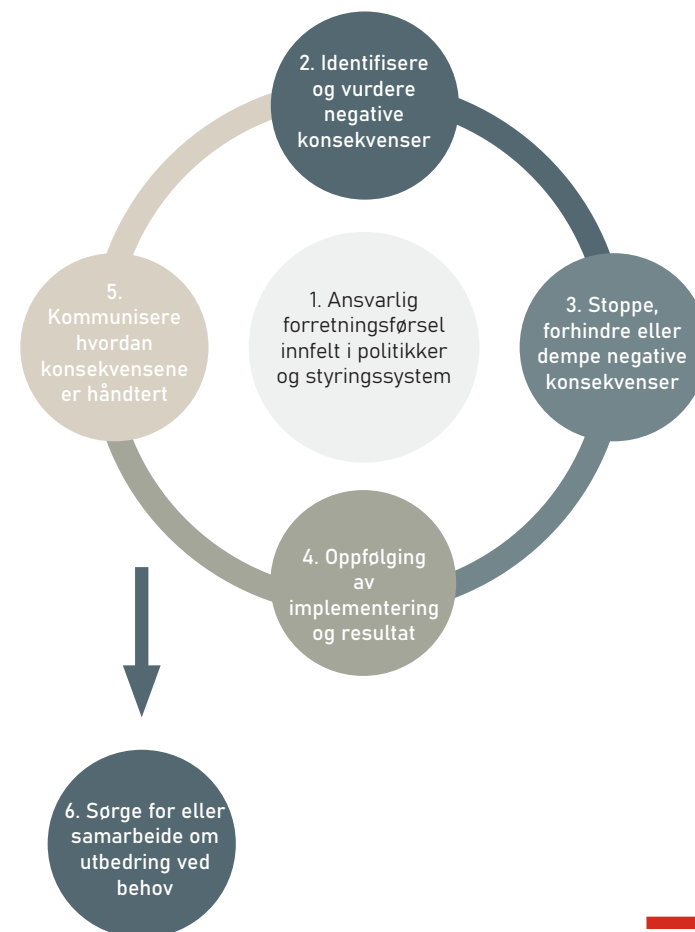 2. Identifisere
og vurdere
negative
konsekvenser
1. Ansvarlig
forretningsførsel
innfelt i politikker
og styringssystem
3. Stoppe,
forhindre eller
dempe negative
konsekvenser
5.
Kommunisere
hvordan
konsekvensene
er håndtert
4. Oppfølging
av
implementering
og resultat
6. Sørge for eller
samarbeide om
utbedring ved
behov